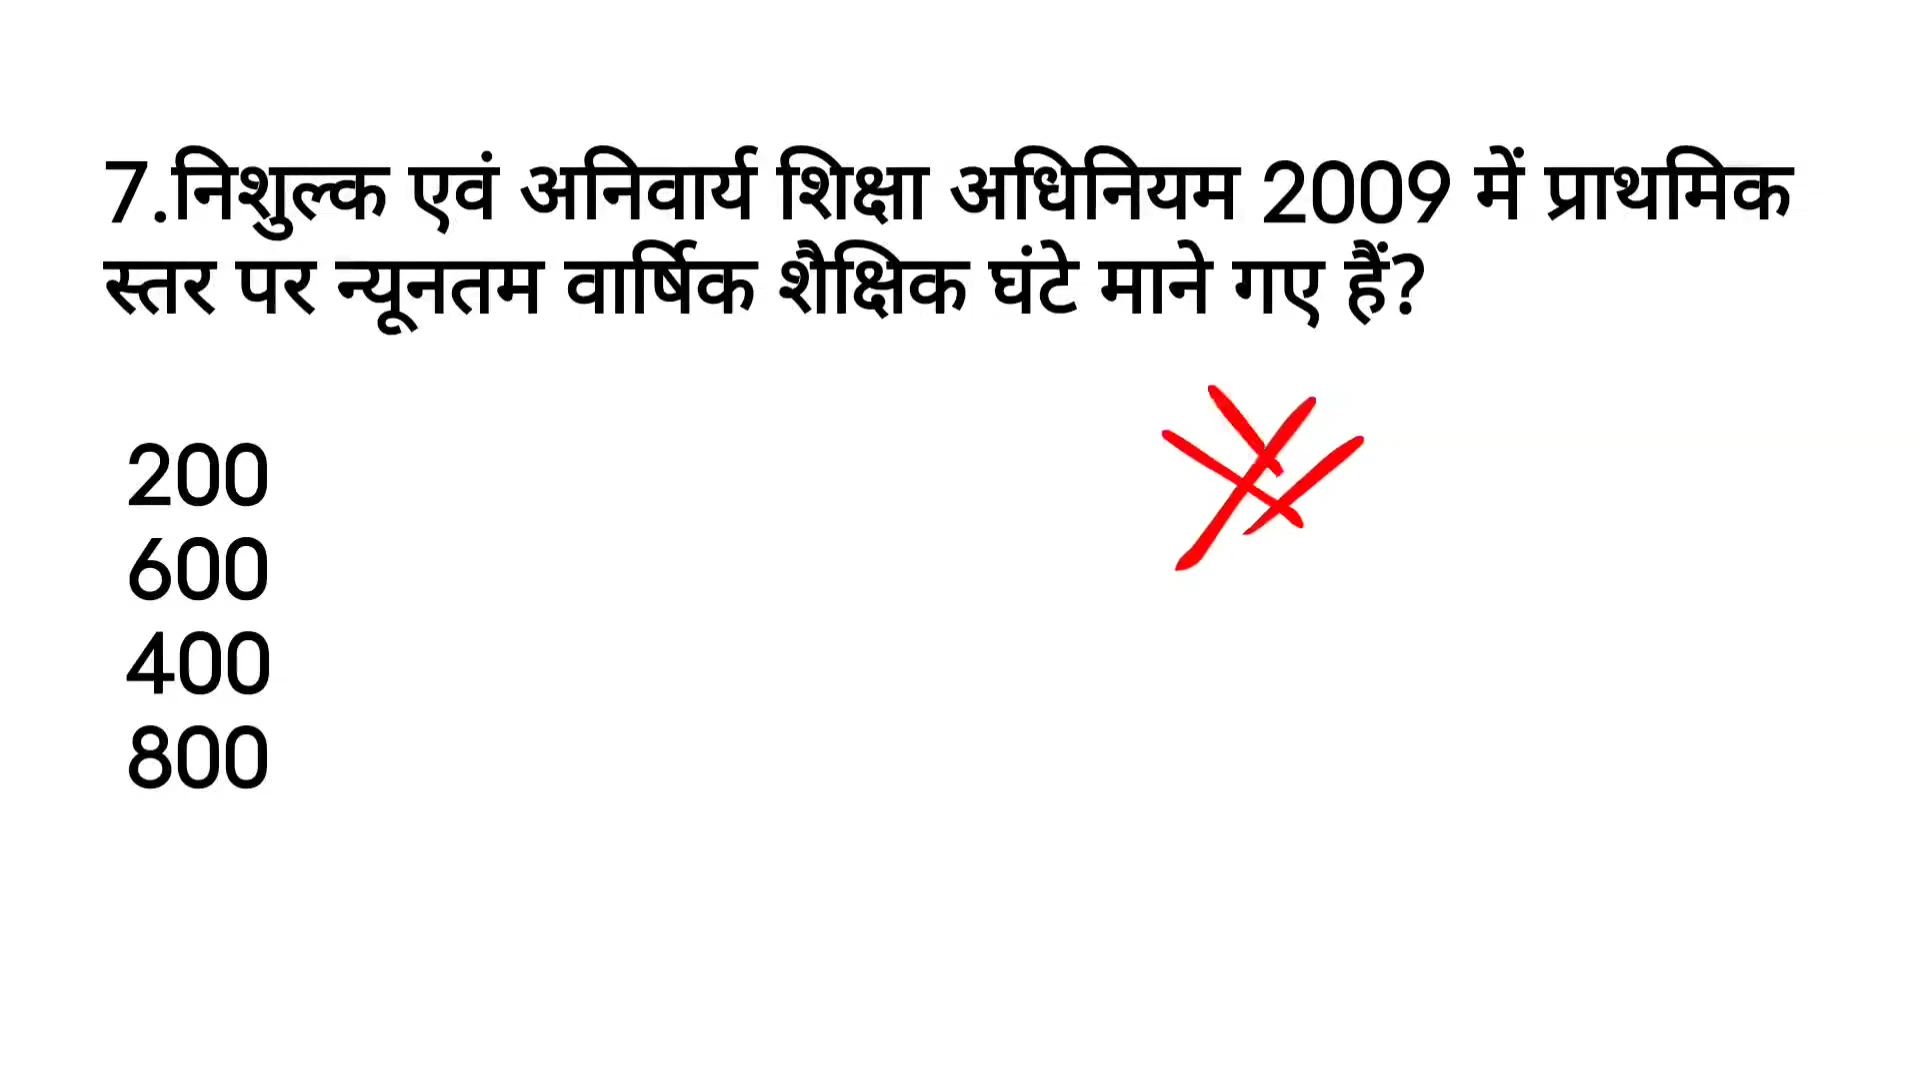 7.निशुल्क एवं अनिवार्य शिक्षा अधिनियम 2009 में प्राथमिक
स्तर पर न्यूनतम वार्षिक शैक्षिक घंटे माने गए हैं?
200
600
400
800